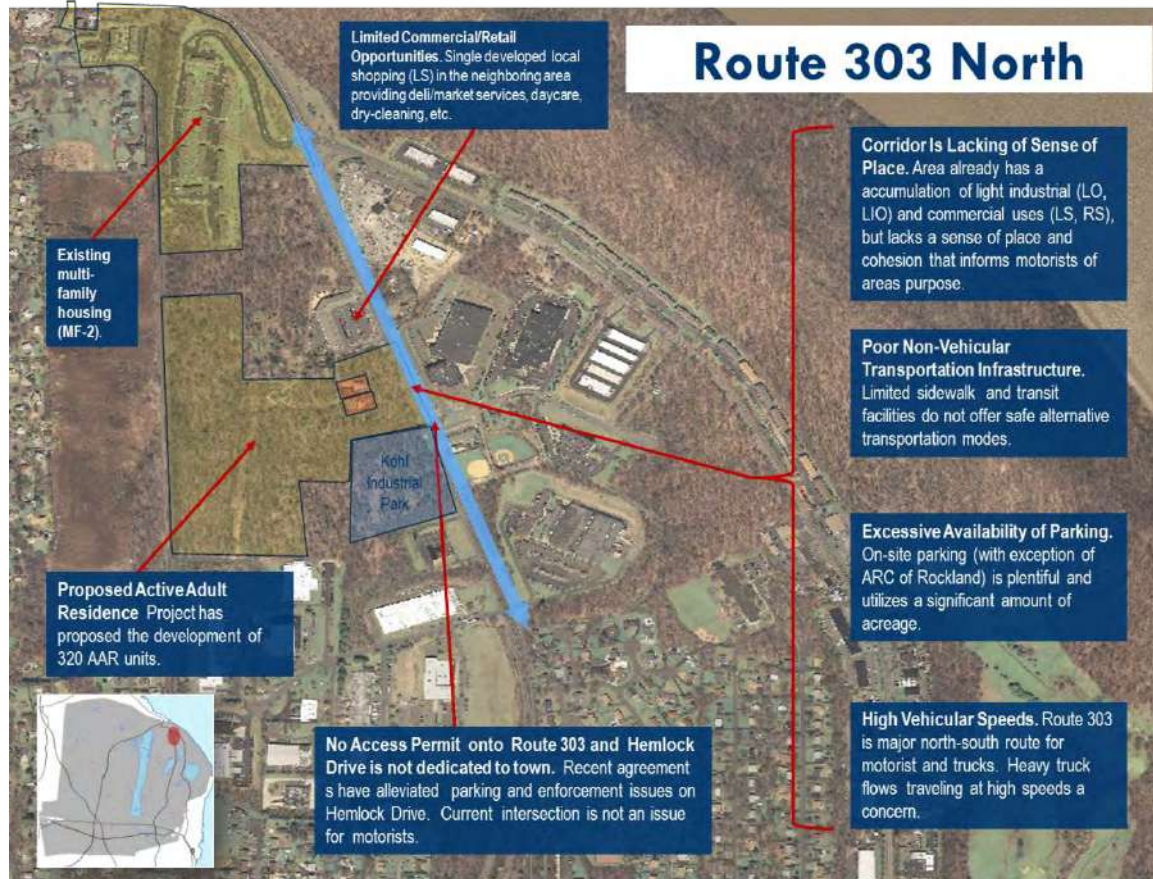 Route 303 North
Limited Commercial/Retail
Opportunities. Single developed local
shopping (LS) in the neighboring area
providing deli/market services, daycare,
dry-cleaning, etc.
Existing
multi-
family
housing
(MF-2).
Kohl
Industrial
Park
Proposed Active Adult
Residence Project has
proposed the development of
320 AAR units.
No Access Permit onto Route 303 and Hemlock
Drive is not dedicated to town. Recent agreement
s have alleviated parking and enforcement issues on
Hemlock Drive. Current intersection is not an issue
for motorists.
Corridor Is Lacking of Sense of
Place. Area already has a
accumulation of light industrial (LO,
LIO) and commercial uses (LS, RS),
but lacks a sense of place and
cohesion that informs motorists of
areas purpose.
Poor Non-Vehicular
Transportation Infrastructure.
Limited sidewalk and transit
facilities do not offer safe alternative
transportation modes.
Excessive Availability of Parking.
On-site parking (with exception of
ARC of Rockland) is plentiful and
utilizes a significant amount of
acreage.
High Vehicular Speeds. Route 303
is major north-south route for
motorist and trucks. Heavy truck
flows traveling at high speeds a
concern.